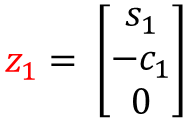 z₁ = [s₁
−c₁
0]